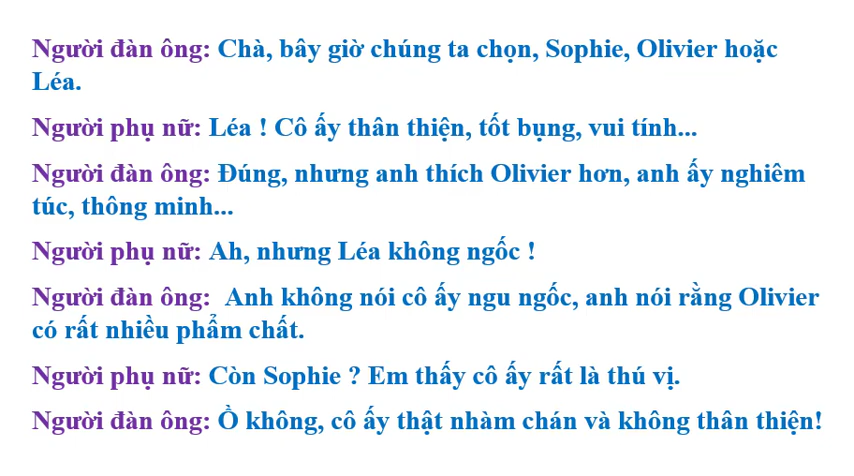 Người đàn ông: Chà, bây giờ chúng ta chọn, Sophie, Olivier hoặc
Léa.
Người phụ nữ: Léa ! Cô ấy thân thiện, tốt bụng, vui tính...
Người đàn ông: Đúng, nhưng anh thích Olivier hơn, anh ấy nghiêm
túc, thông minh...
Người phụ nữ: Ah, nhưng Léa không ngốc !
Người đàn ông:  Anh không nói cô ấy ngu ngốc, anh nói rằng Olivier
có rất nhiều phẩm chất.
Người phụ nữ: Còn Sophie ? Em thấy cô ấy rất là thú vị.
Người đàn ông: Ồ không, cô ấy thật nhàm chán và không thân thiện!